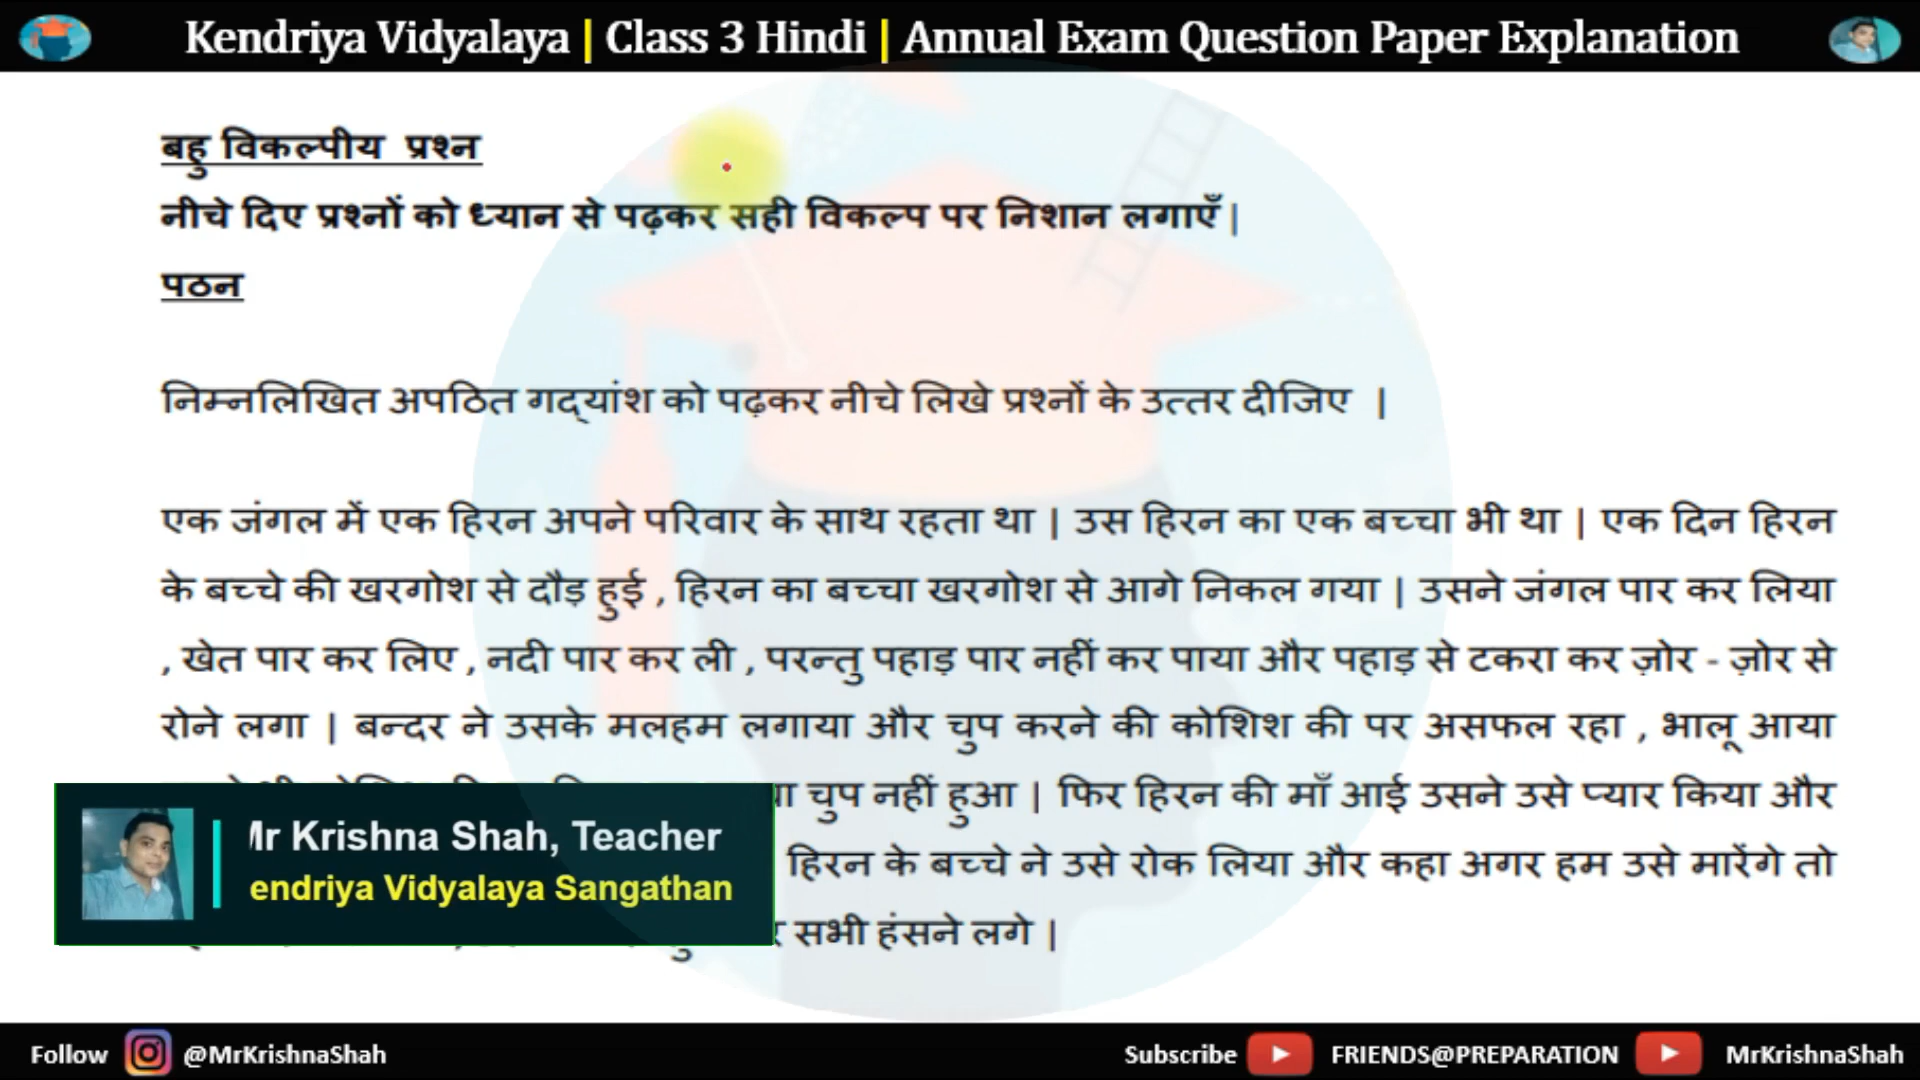 Kendriya Vidyalaya | Class 3 Hindi | Annual Exam Question Paper Explanation
बहु विकल्पीय प्रश्न
नीचे दिए प्रश्नों को ध्यान से पढ़कर सही विकल्प पर निशान लगाएँ |
पठन
निम्नलिखित अपठित गद्यांश को पढ़कर नीचे लिखे प्रश्नों के उत्तर दीजिए |
एक जंगल में एक हिरन अपने परिवार के साथ रहता था | उस हिरन का एक बच्चा भी था | एक दिन हिरन
के बच्चे की खरगोश से दौड़ हुई , हिरन का बच्चा खरगोश से आगे निकल गया | उसने जंगल पार कर लिया
, खेत पार कर लिए , नदी पार कर ली , परन्तु पहाड़ पार नहीं कर पाया और पहाड़ से टकरा कर ज़ोर - ज़ोर से
रोने लगा | बन्दर ने उसके मलहम लगाया और चुप करने की कोशिश की पर असफल रहा , भालू आया
चुप नहीं हुआ | फिर हिरन की माँ आई उसने उसे प्यार किया और
हिरन के बच्चे ने उसे रोक लिया और कहा अगर हम उसे मारेंगे तो
सभी हंसने लगे |
Mr Krishna Shah, Teacher
endriya Vidyalaya Sangathan
Follow @MrKrishnaShah Subscribe FRIENDS@PREPARATION MrKrishnaShah